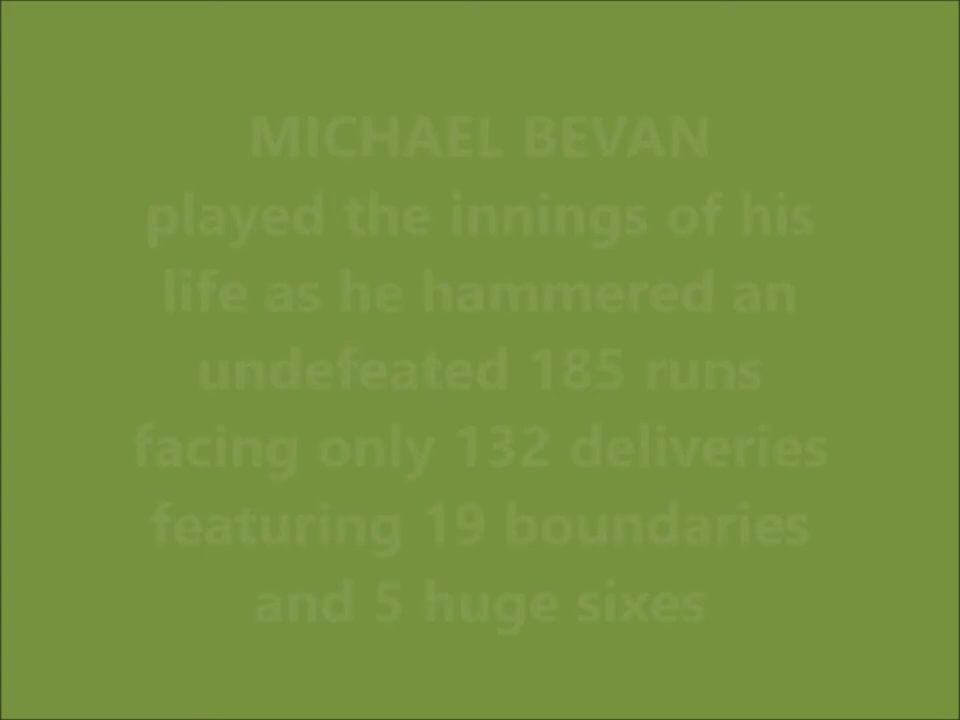 MICHAEL BEVAN
played the innings of his
life as he hammered an
undefeated 185 runs
facing only 132 deliveries
featuring 19 boundaries
and 5 huge sixes